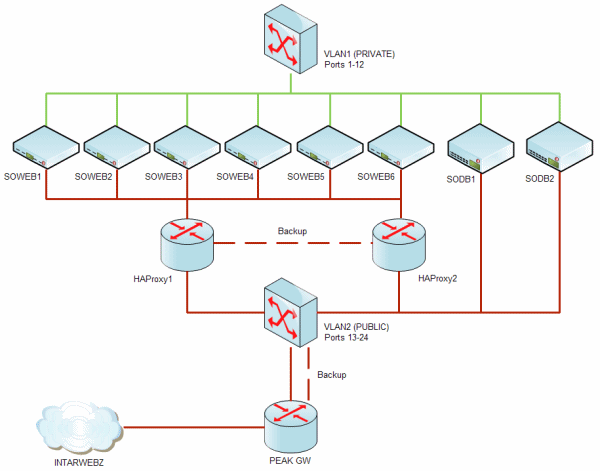 VLAN1 (PRIVATE)
Ports 1-12
SOWEB1
SOWEB2
SOWEB3
SOWEB4
SOWEB5
SOWEB6
SODB1
SODB2
Backup
HAProxy1
HAProxy2
VLAN2 (PUBLIC)
Ports 13-24
Backup
INTARWEBZ
PEAK GW